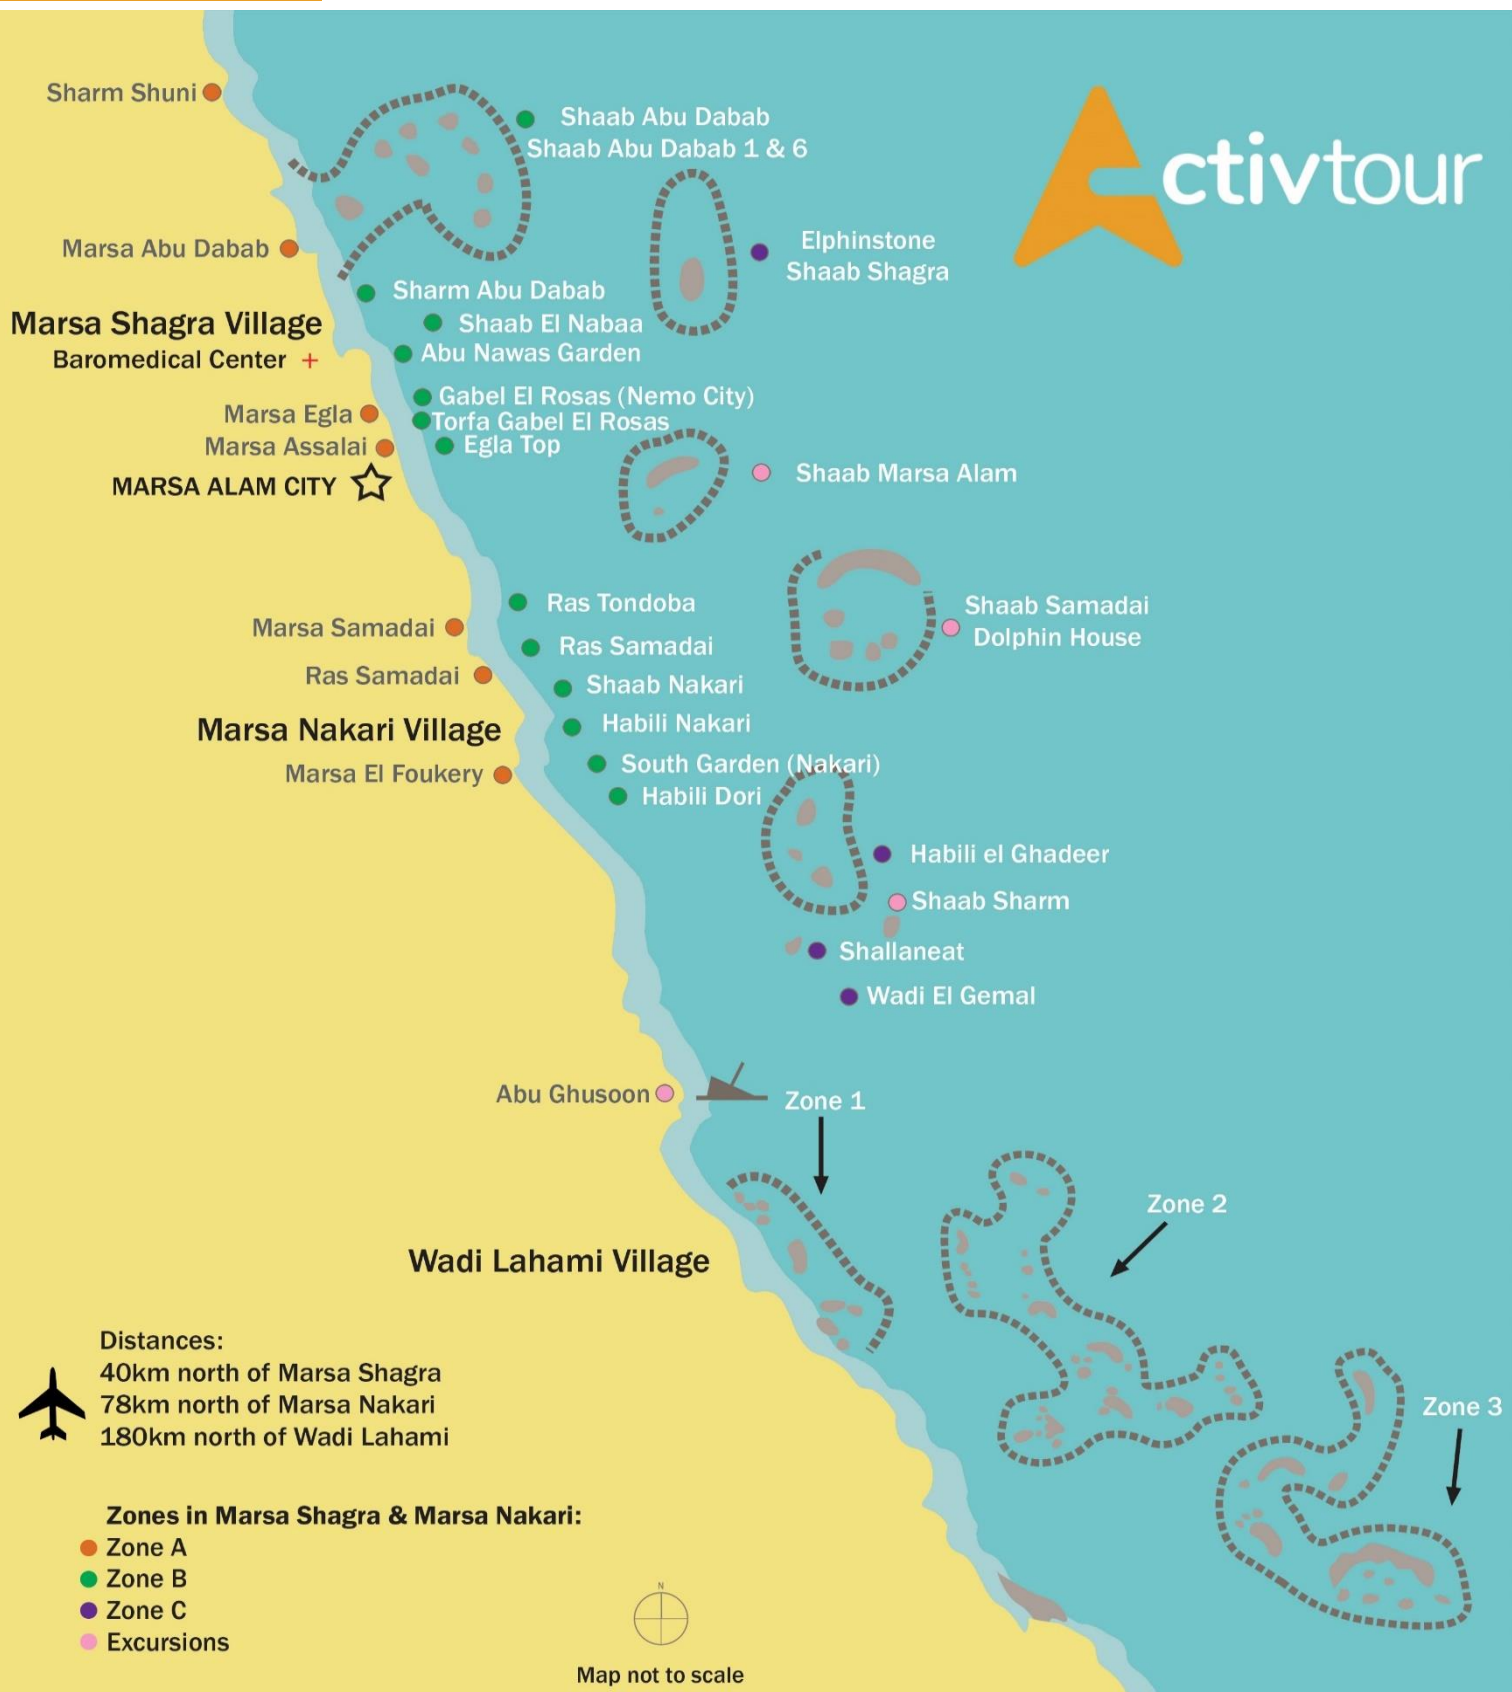 Sharm Shuni
Shaab Abu Dabab
Shaab Abu Dabab 1 & 6
ctivtour
Marsa Abu Dabab
Elphinstone
Shaab Shagra
Sharm Abu Dabab
Marsa Shagra Village
Shaab El Nabaa
Baromedical Center +
Abu Nawas Garden
Gabel El Rosas (Nemo City)
Marsa Egla
Torfa Gabel El Rosas
Marsa Assalai
Egla Top
MARSA ALAM CITY
Shaab Marsa Alam
Ras Tondoba
Shaab Samadai
Dolphin House
Marsa Samadai
Ras Samadai
Ras Samadai
Shaab Nakari
Marsa Nakari Village
Habili Nakari
Marsa El Foukery
South Garden (Nakari)
Habili Dori
Habili el Ghadeer
Shaab Sharm
Shallaneat
Wadi El Gemal
Abu Ghusoon
Zone 1
Zone 2
Wadi Lahami Village
Zone 3
Distances:
40km north of Marsa Shagra
78km north of Marsa Nakari
180km north of Wadi Lahami
Zones in Marsa Shagra & Marsa Nakari:
Zone A
Zone B
Zone C
Excursions
N
Map not to scale